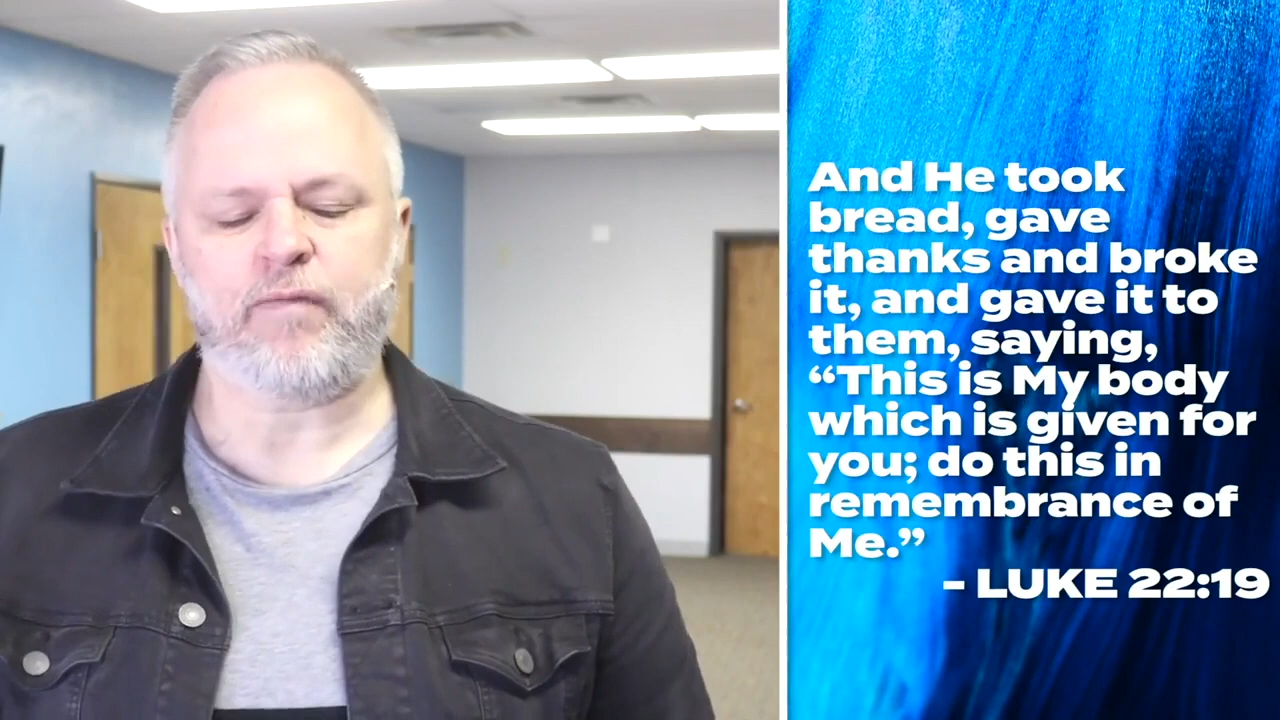 And He took
bread, gave
thanks and broke
it, and gave it to
them, saying,
“This is My body
which is given for
you; do this in
remembrance of
Me.”
- LUKE 22:19